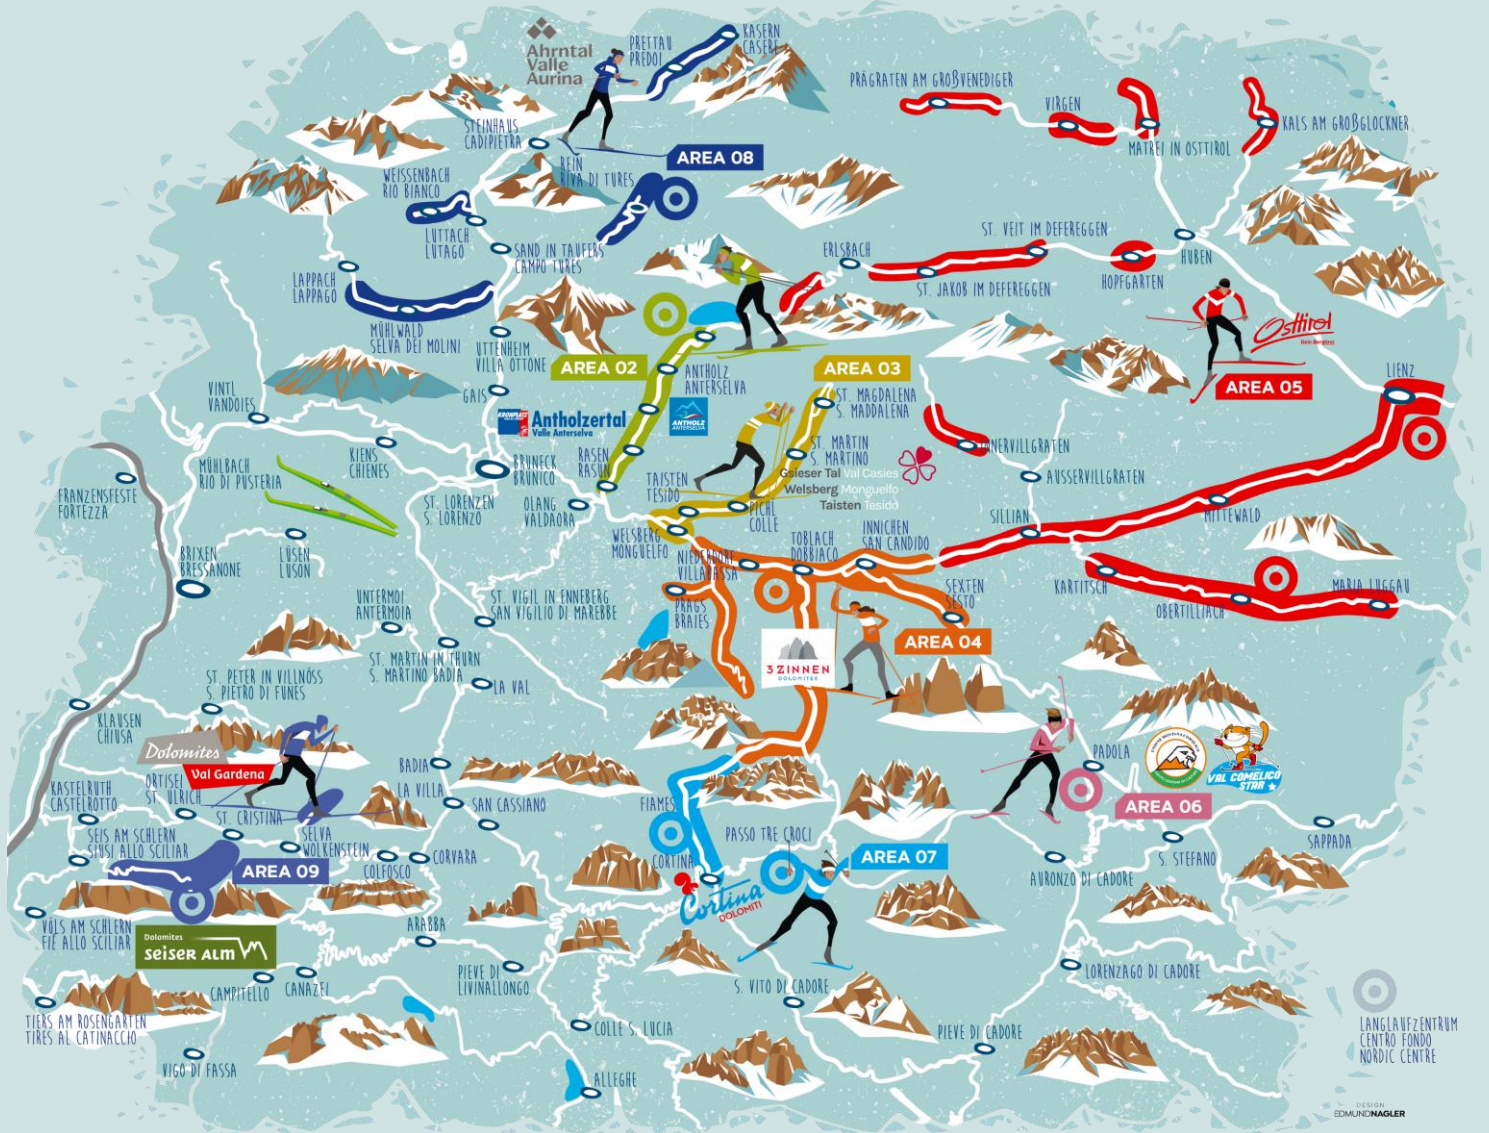 Ahrntal
Valle
Aurina
PRETTAU
PREDOI
KASERN
CASERE
PRÄGRATEN AM GROẞVENEDIGER
VIRGEN
MATREI IN OSTTIROL
KALS AM GROẞGLOCKNER
STEINHAUS
CADIPIETRA
AREA 08
REIN
RIVA DI TURES
WEISSENBACH
RIO BIANCO
LUTTACH
LUTAGO
SAND IN TAUFERS
CAMPO TURES
ERLSBACH
ST. VEIT IM DEFEREGGEN
ST. JAKOB IM DEFEREGGEN
HOPFGARTEN
HUBEN
LAPPACH
LAPPAGO
MÜHLWALD
SELVA DEI MOLINI
UTTENHEIM
VILLA OTTONE
Osttirol
Dein Bergtirol
AREA 05
LIENZ
AREA 02
AREA 03
ANTHOLZ
ANTERSELVA
ST. MAGDALENA
S. MADDALENA
VINTL
VANDOIES
GAIS
KRONPLATZ
Antholzertal
Valle Anterselva
ANTHOLZ
ANTERSELVA
ST. MARTIN
S. MARTINO
INNERVILLGRATEN
AUSSERVILLGRATEN
Gsieser Tal Val Casies
Welsberg Monguelfo
Taisten Tesido
KIENS
CHIENES
BRUNECK
BRUNICO
RASEN
RASUN
TAISTEN
TESIDO
MÜHLBACH
RIO DI PUSTERIA
FRANZENSFESTE
FORTEZZA
ST. LORENZEN
S. LORENZO
OLANG
VALDAORA
PICHL
COLLE
SILLIAN
MITTEWALD
WELSBERG
MONGUELFO
NIEDERDORF
VILLABASSA
TOBLACH
DOBBIACO
INNICHEN
SAN CANDIDO
BRIXEN
BRESSANONE
LÜSEN
LUSON
UNTERMOI
ANTERMOIA
ST. VIGIL IN ENNEBERG
SAN VIGILIO DI MAREBBE
PRAGS
BRAIES
SEXTEN
SESTO
KARTITSCH
OBERTILLIACH
MARIA LUGGAU
AREA 04
3 ZINNEN
DOLOMITES
ST. MARTIN IN THURN
S. MARTINO BADIA
LA VAL
ST. PETER IN VILLNÖSS
S. PIETRO DI FUNES
KLAUSEN
CHIUSA
Dolomites
Val Gardena
KASTELRUTH
CASTELROTTO
ORTISEI
ST. ULRICH
ST. CRISTINA
BADIA
LA VILLA
SAN CASSIANO
FIAMES
PASSO TRE CROCI
PADOLA
VAL COMELICO
STAR
AREA 06
SEIS AM SCHLERN
SIUSI ALLO SCILIAR
SELVA
WOLKENSTEIN
COLFOSCO
CORVARA
AREA 09
CORTINA
AREA 07
Cortina
DOLOMITI
AURONZO DI CADORE
S. STEFANO
SAPPADA
VÖLS AM SCHLERN
FIÈ ALLO SCILIAR
Dolomites
SEISER ALM
ARABBA
CAMPITELLO
CANAZEI
PIEVE DI
LIVINALLONGO
S. VITO DI CADORE
LORENZAGO DI CADORE
TIERS AM ROSENGARTEN
TIRES AL CATINACCIO
COLLE S. LUCIA
PIEVE DI CADORE
VIGO DI FASSA
ALLEGHE
LANGLAUFZENTRUM
CENTRO FONDO
NORDIC CENTRE
DESIGN
EDMUNDNAGLER